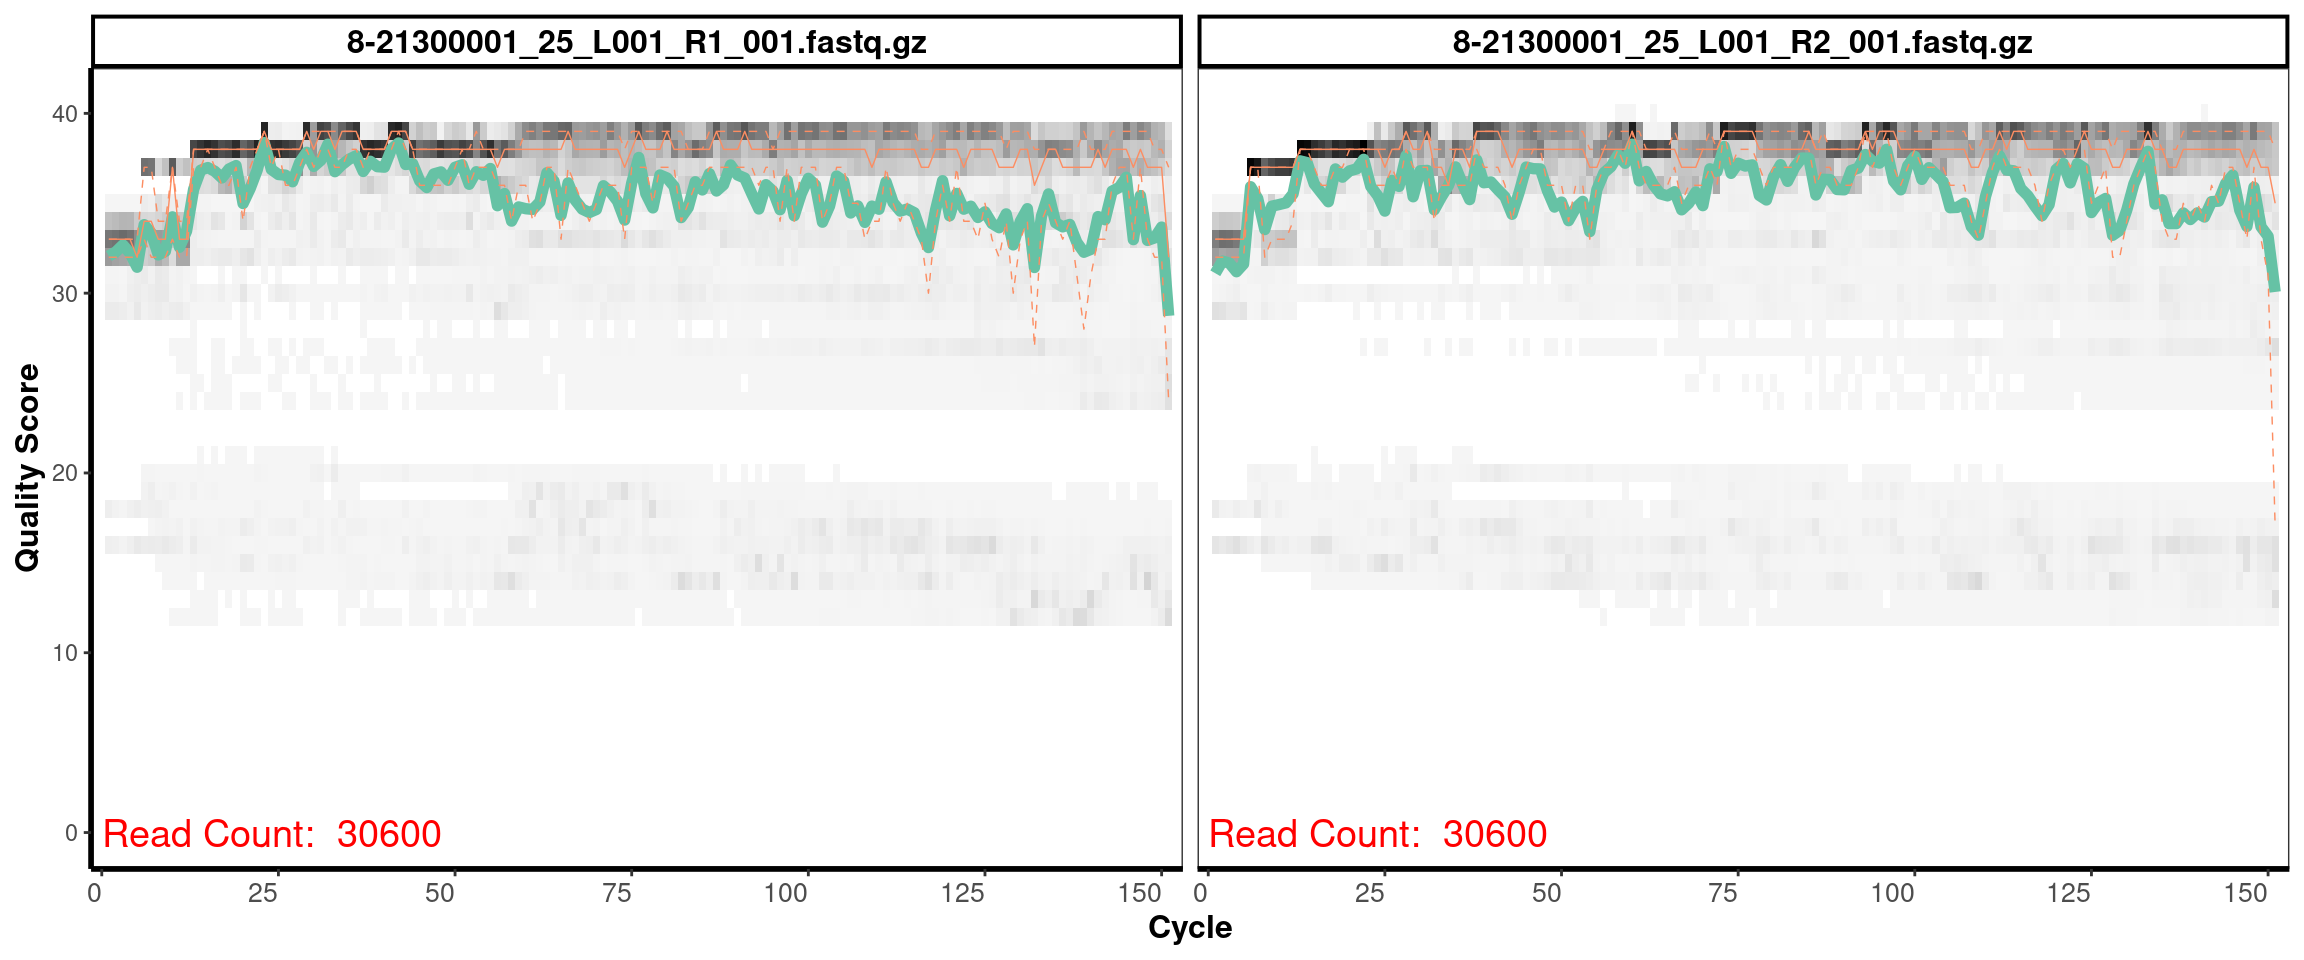 8-21300001_25_L001_R1_001.fastq.gz
8-21300001_25_L001_R2_001.fastq.gz
Quality Score
40
30
20
10
0
Read Count:  30600
Read Count:  30600
0 25 50 75 100 125 150
0 25 50 75 100 125 150
Cycle